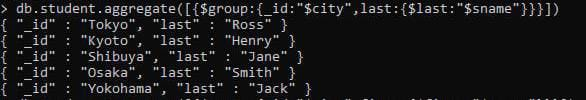 > db.student.aggregate([{$group:{_id:"$city",last:{$last:"$sname"}}}])
{ "_id" : "Tokyo", "last" : "Ross" }
{ "_id" : "Kyoto", "last" : "Henry" }
{ "_id" : "Shibuya", "last" : "Jane" }
{ "_id" : "Osaka", "last" : "Smith" }
{ "_id" : "Yokohama", "last" : "Jack" }